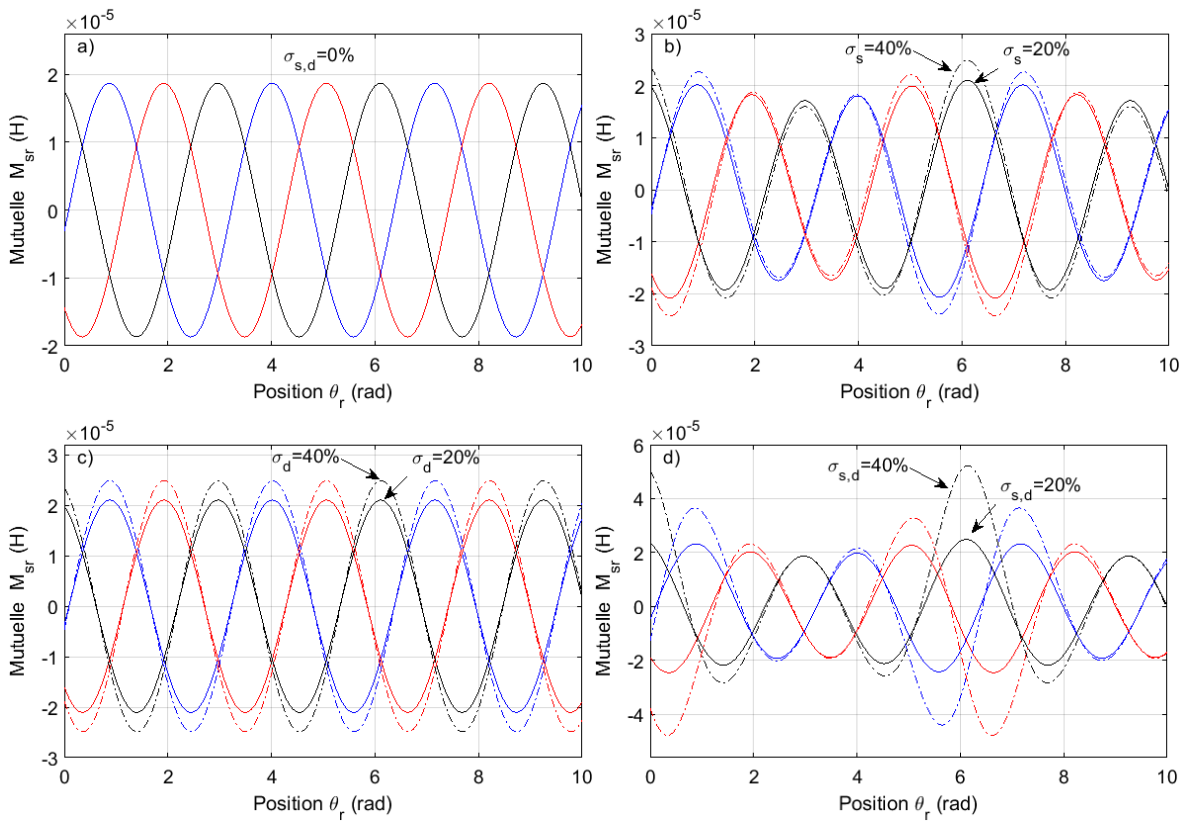 ×10⁻⁵
a)
σs,d=0%
2
1
0
-1
-2
0 2 4 6 8 10
Mutuelle Msr (H)
Position θr (rad)
×10⁻⁵
b)
σs=40%
σs=20%
3
2
1
0
-1
-2
-3
0 2 4 6 8 10
Mutuelle Msr (H)
Position θr (rad)
×10⁻⁵
c)
σd=40%
σd=20%
3
2
1
0
-1
-2
-3
0 2 4 6 8 10
Mutuelle Msr (H)
Position θr (rad)
×10⁻⁵
d)
σs,d=40%
σs,d=20%
6
4
2
0
-2
-4
0 2 4 6 8 10
Mutuelle Msr (H)
Position θr (rad)